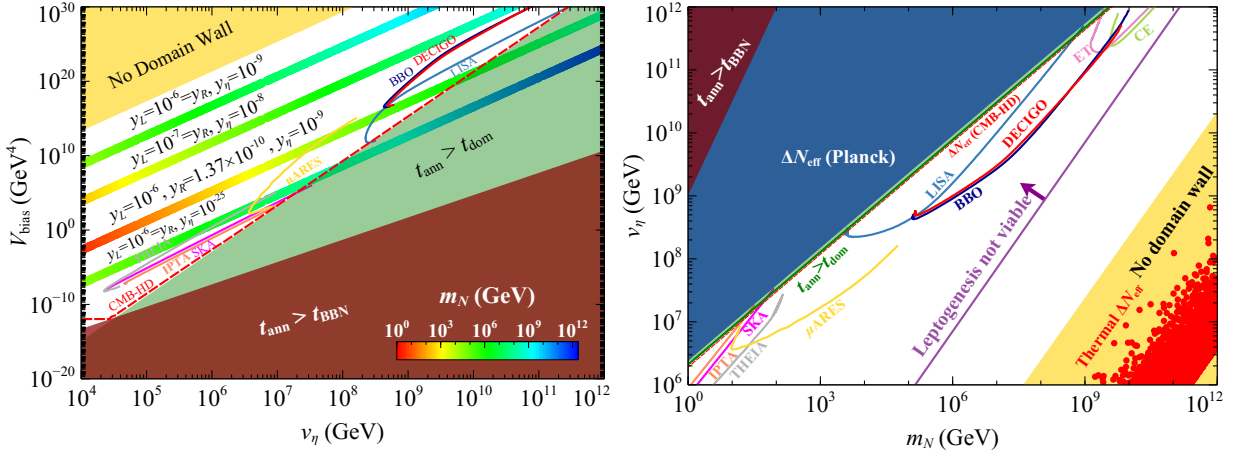 V_bias (GeV^4)
10^30
10^20
10^10
10^0
10^-10
10^-20
No Domain Wall
y_L=10^-6=y_R, y_η=10^-9
y_L=10^-7=y_R, y_η=10^-8
y_L=10^-6, y_R=1.37×10^-10, y_η=10^-9
y_L=10^-6=y_R, y_η=10^-25
BBO
DECIGO
LISA
μARES
t_ann > t_dom
THEIA
IPTA
SKA
CMB-HD
t_ann > t_BBN
m_N (GeV)
10^0 10^3 10^6 10^9 10^12
10^4 10^5 10^6 10^7 10^8 10^9 10^10 10^11 10^12
v_η (GeV)
v_η (GeV)
10^12
10^11
10^10
10^9
10^8
10^7
10^6
t_ann > t_BBN
ΔN_eff (Planck)
ΔN_eff (CMB-HD)
ET
CE
LISA
DECIGO
BBO
t_ann > t_dom
μARES
SKA
IPTA
THEIA
Leptogenesis not viable
No domain wall
Thermal ΔN_eff
10^0 10^3 10^6 10^9 10^12
m_N (GeV)